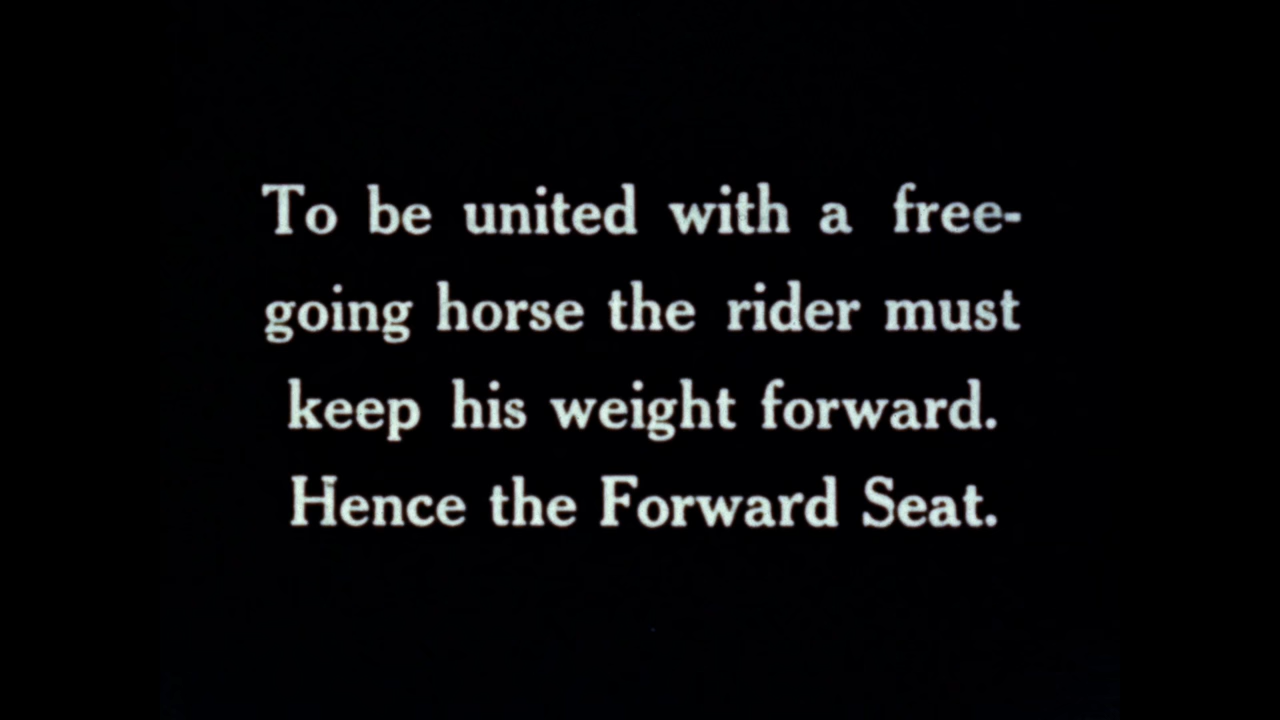 To be united with a free-
going horse the rider must
keep his weight forward.
Hence the Forward Seat.